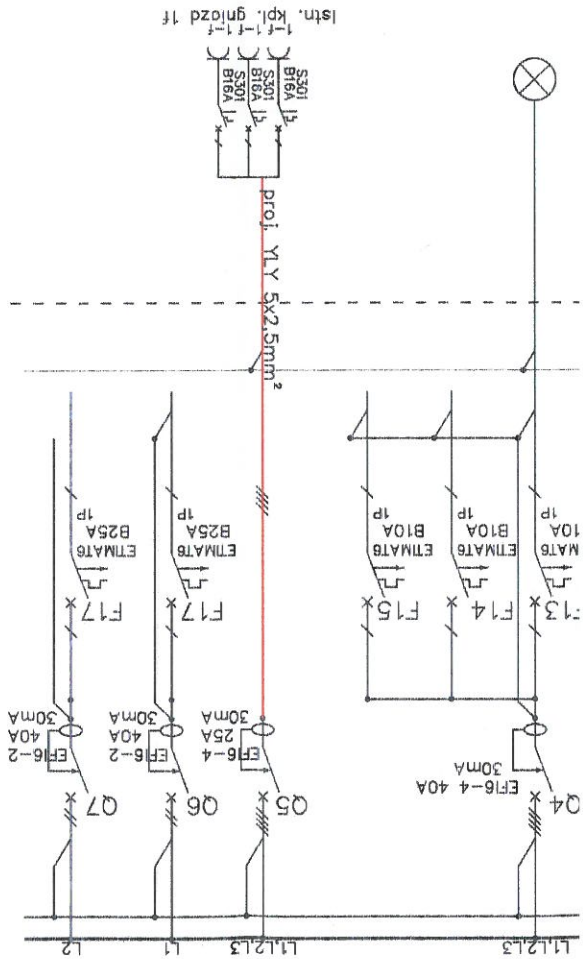 L1,L2,L3
Q4
EFI6-4 40A
30mA
F13
MAT6
10A
1P
F14
ETIMAT6
B10A
1P
F15
ETIMAT6
B10A
1P
L1,L2,L3
Q5
EFI6-4
25A
30mA
proj. YLY 5x2,5mm²
L1
Q6
EFI6-2
40A
30mA
F17
ETIMAT6
B25A
1P
L2
Q7
EFI6-2
40A
30mA
F17
ETIMAT6
B25A
1P
S301
B16A
S301
B16A
S301
B16A
Istn. kpl. gniazd 1f